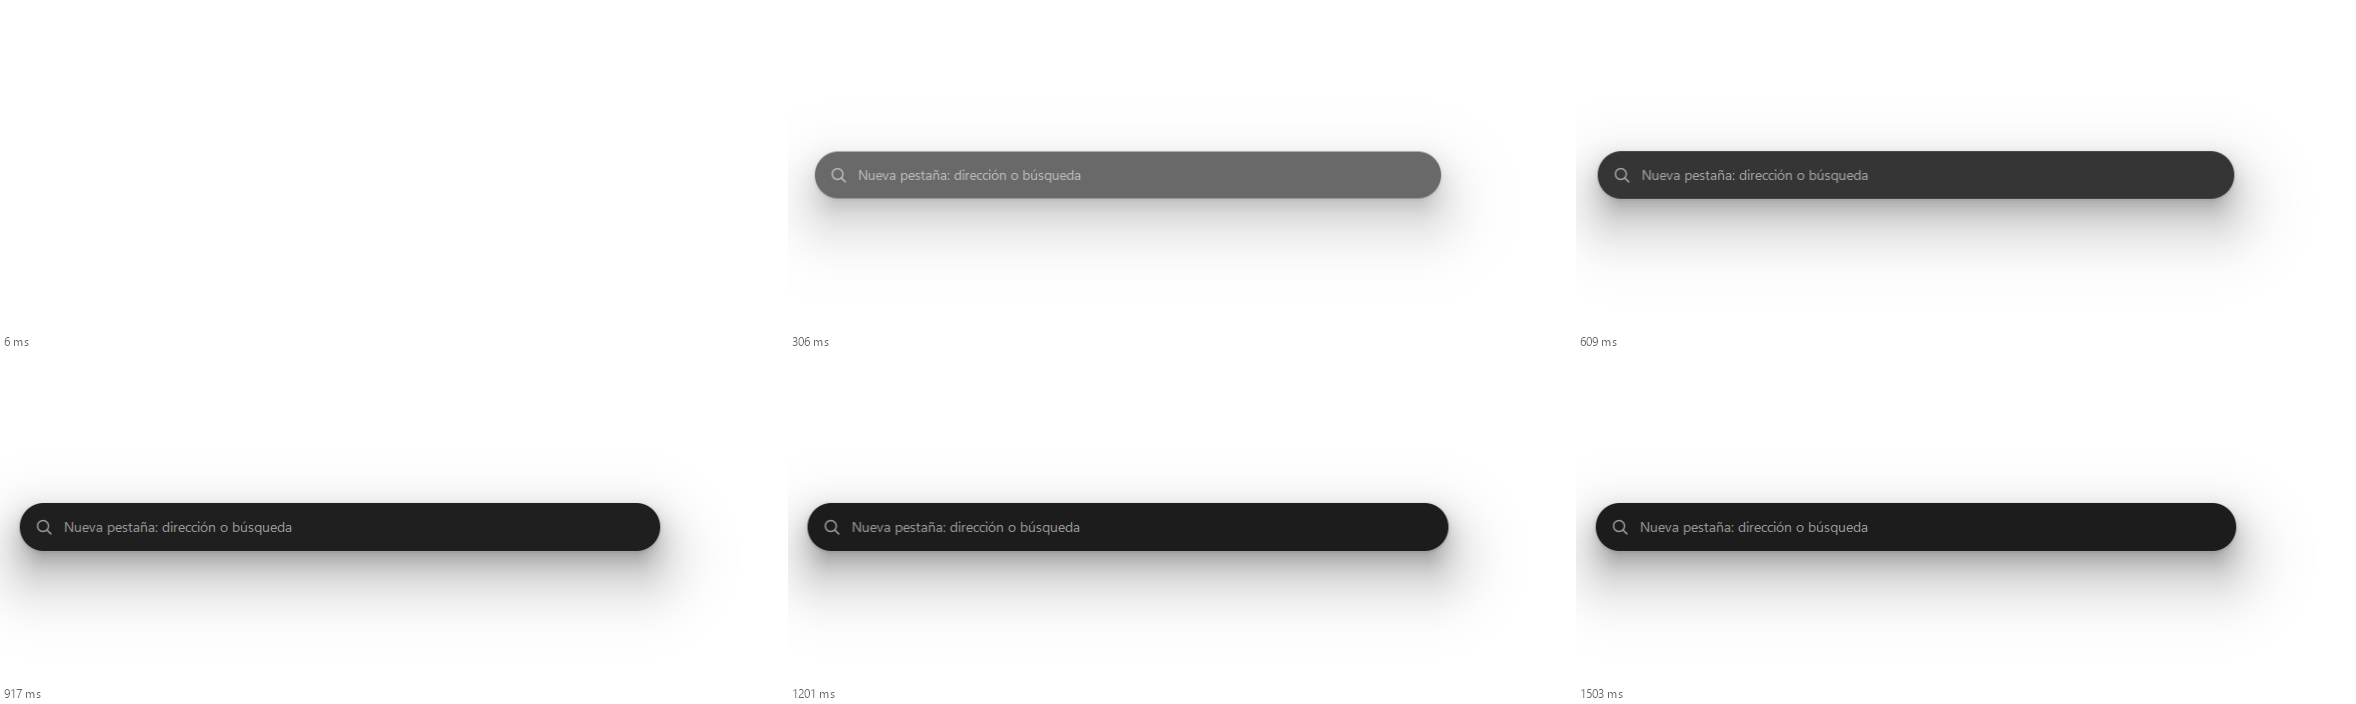 Nueva pestaña: dirección o búsqueda
Nueva pestaña: dirección o búsqueda
6 ms
306 ms
609 ms
Nueva pestaña: dirección o búsqueda
Nueva pestaña: dirección o búsqueda
Nueva pestaña: dirección o búsqueda
917 ms
1201 ms
1503 ms